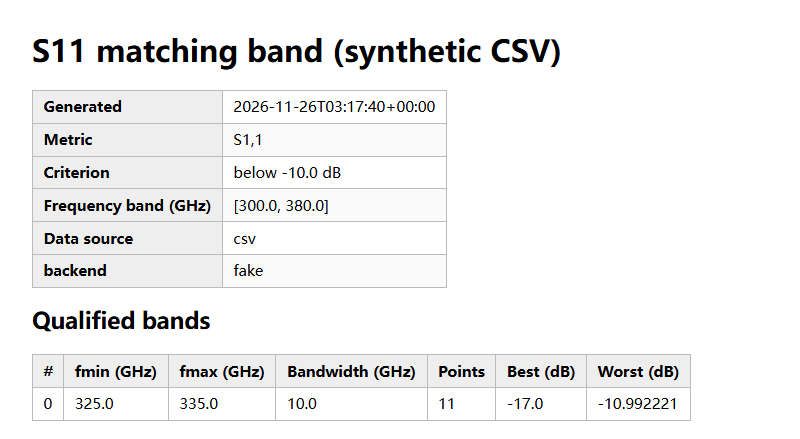 S11 matching band (synthetic CSV)
Generated 2026-11-26T03:17:40+00:00
Metric S1,1
Criterion below -10.0 dB
Frequency band (GHz) [300.0, 380.0]
Data source csv
backend fake
Qualified bands
# fmin (GHz) fmax (GHz) Bandwidth (GHz) Points Best (dB) Worst (dB)
0 325.0 335.0 10.0 11 -17.0 -10.992221